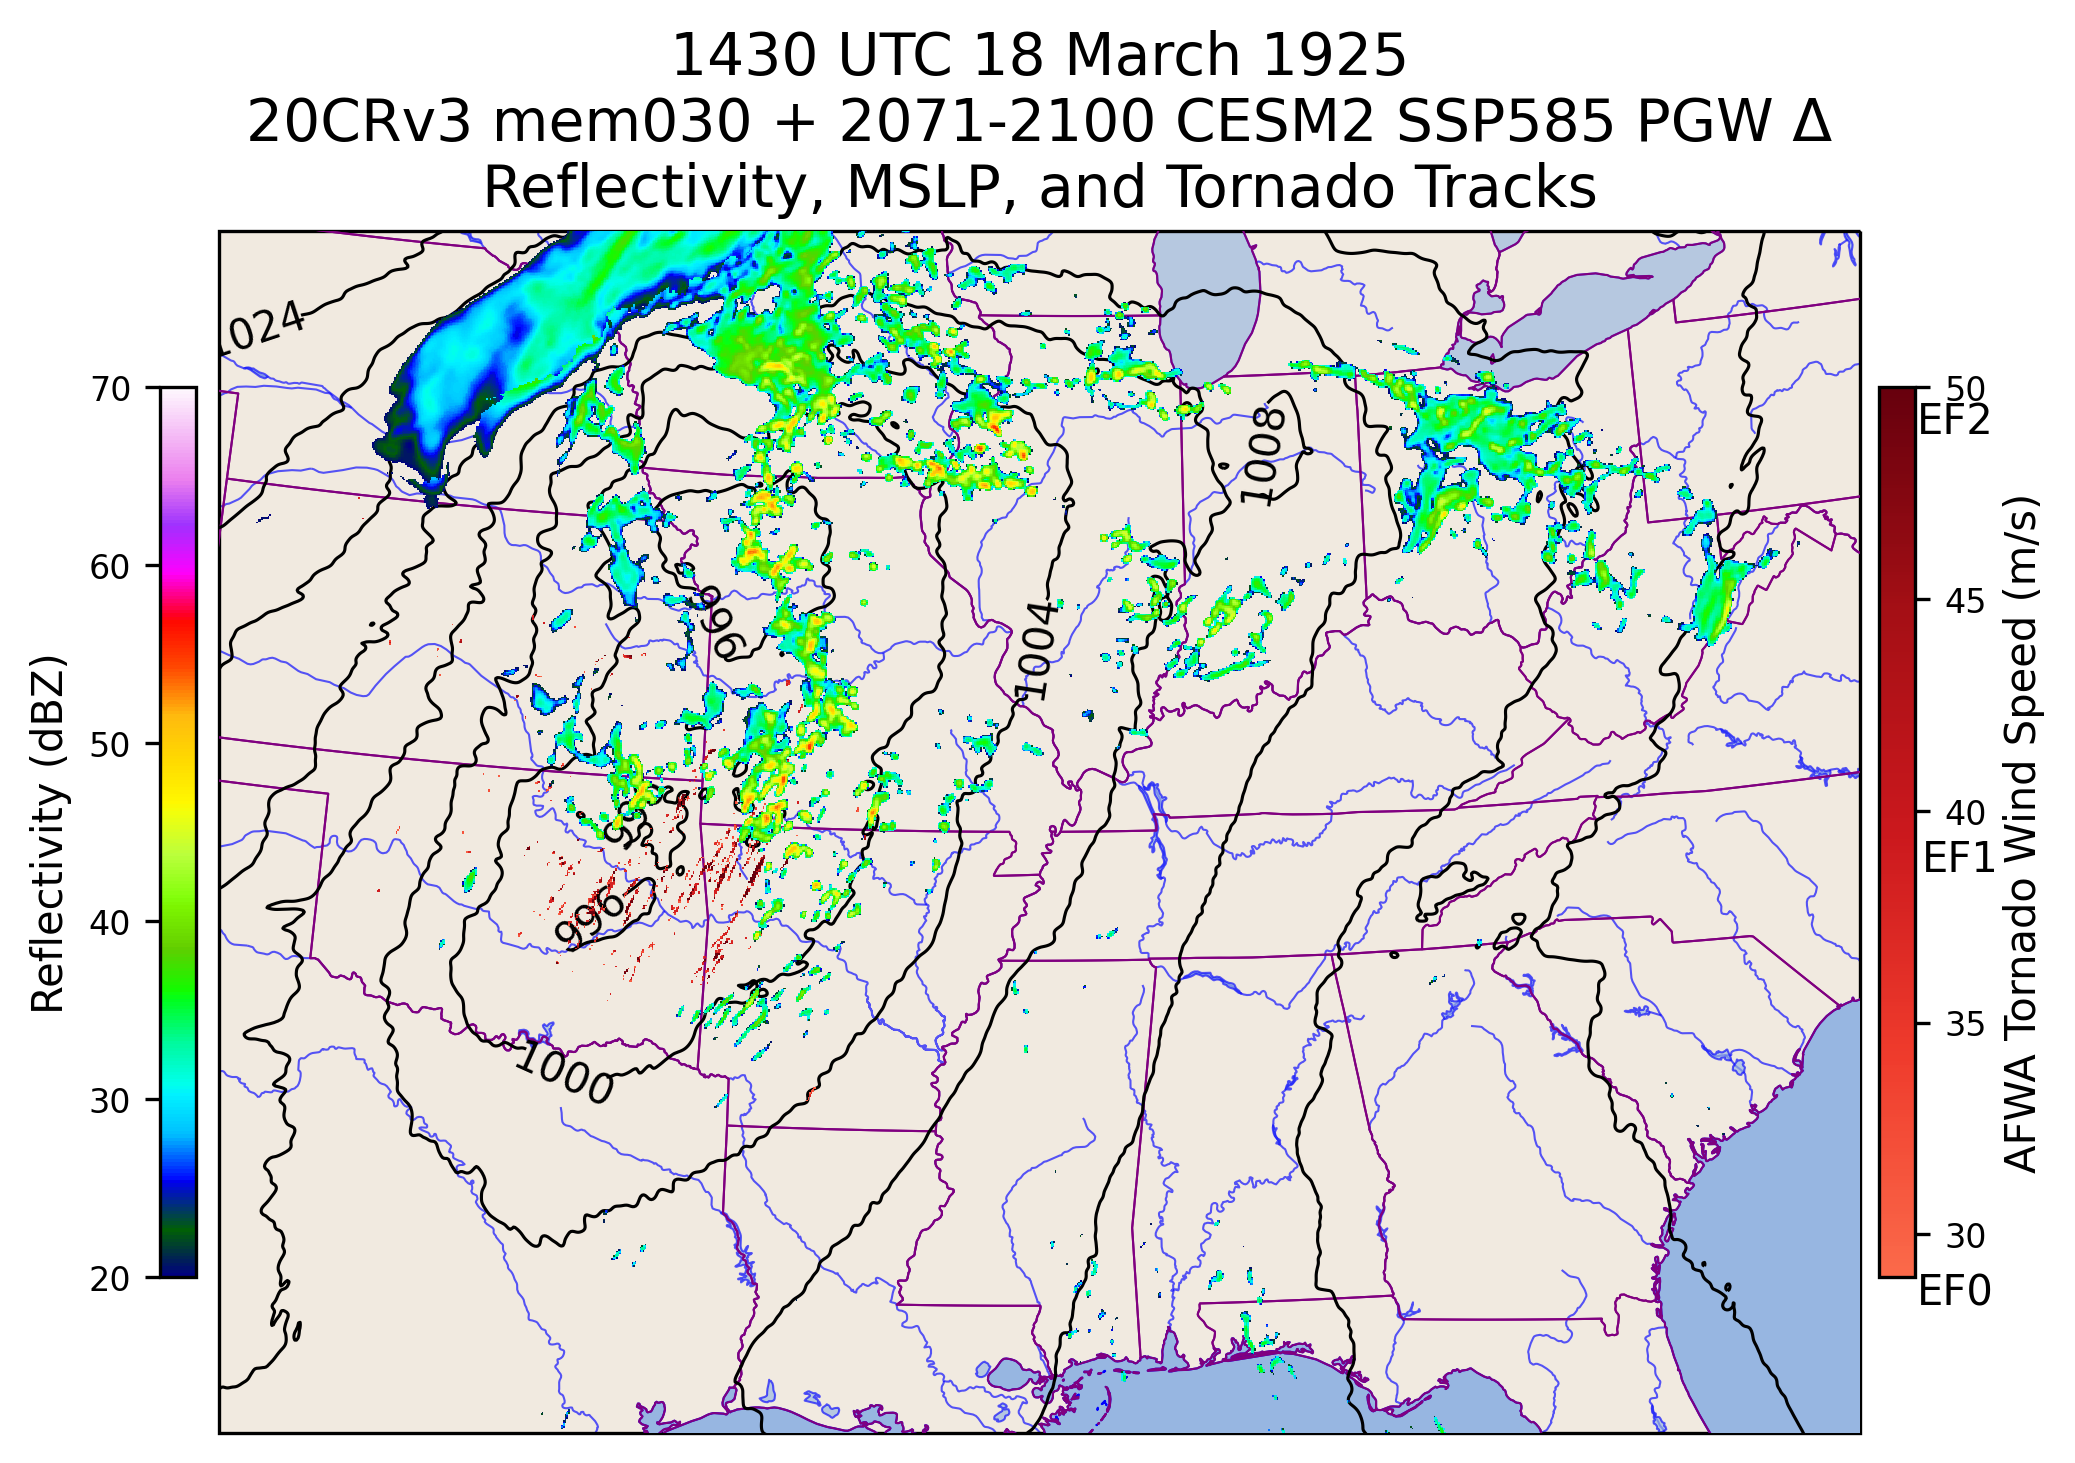 1430 UTC 18 March 1925
20CRv3 mem030 + 2071-2100 CESM2 SSP585 PGW Δ
Reflectivity, MSLP, and Tornado Tracks
1024
1008
996
1004
996
1000
70
60
50
40
30
20
Reflectivity (dBZ)
50
EF2
45
40
EF1
35
30
EF0
AFWA Tornado Wind Speed (m/s)